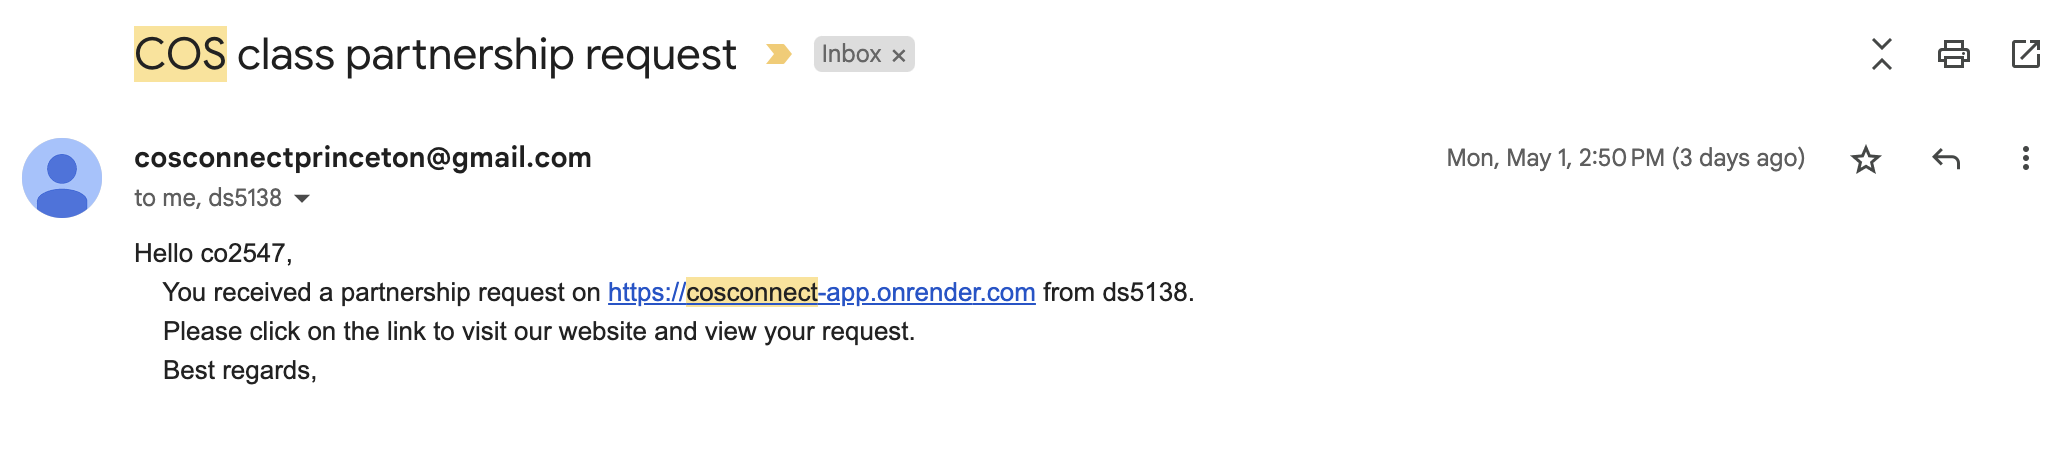 COS class partnership request
Inbox ×
cosconnectprinceton@gmail.com
Mon, May 1, 2:50 PM (3 days ago)
to me, ds5138
Hello co2547,
You received a partnership request on https://cosconnect-app.onrender.com from ds5138.
Please click on the link to visit our website and view your request.
Best regards,